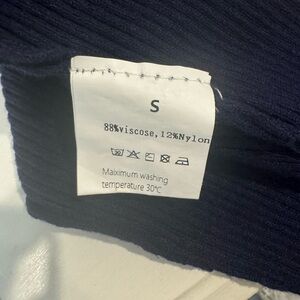 S
88%viscose,12%Nylon
Maximum washing
temperature 30°C